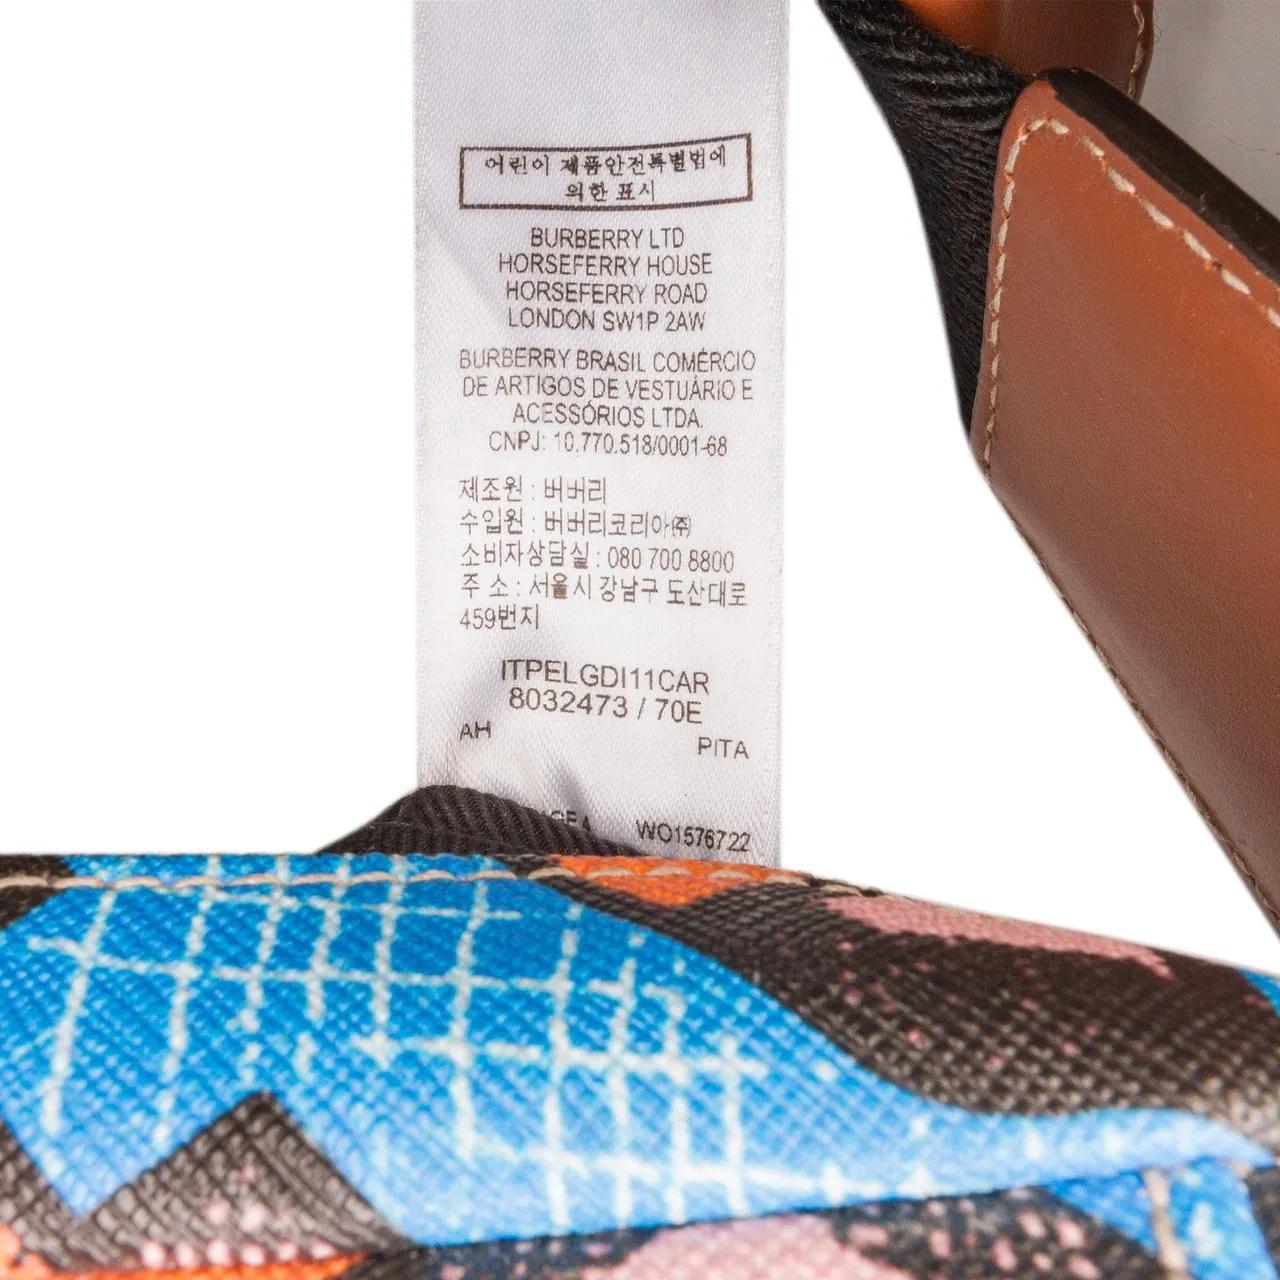 어린이 제품안전특별법에
의한 표시
BURBERRY LTD
HORSEFERRY HOUSE
HORSEFERRY ROAD
LONDON SW1P 2AW
BURBERRY BRASIL COMÉRCIO
DE ARTIGOS DE VESTUÁRIO E
ACESSÓRIOS LTDA.
CNPJ: 10.770.518/0001-68
제조원 : 버버리
수입원 : 버버리코리아㈜
소비자상담실 : 080 700 8800
주 소 : 서울시 강남구 도산대로
459번지
ITPELGDI11CAR
8032473 / 70E
AH PITA
WO1576722